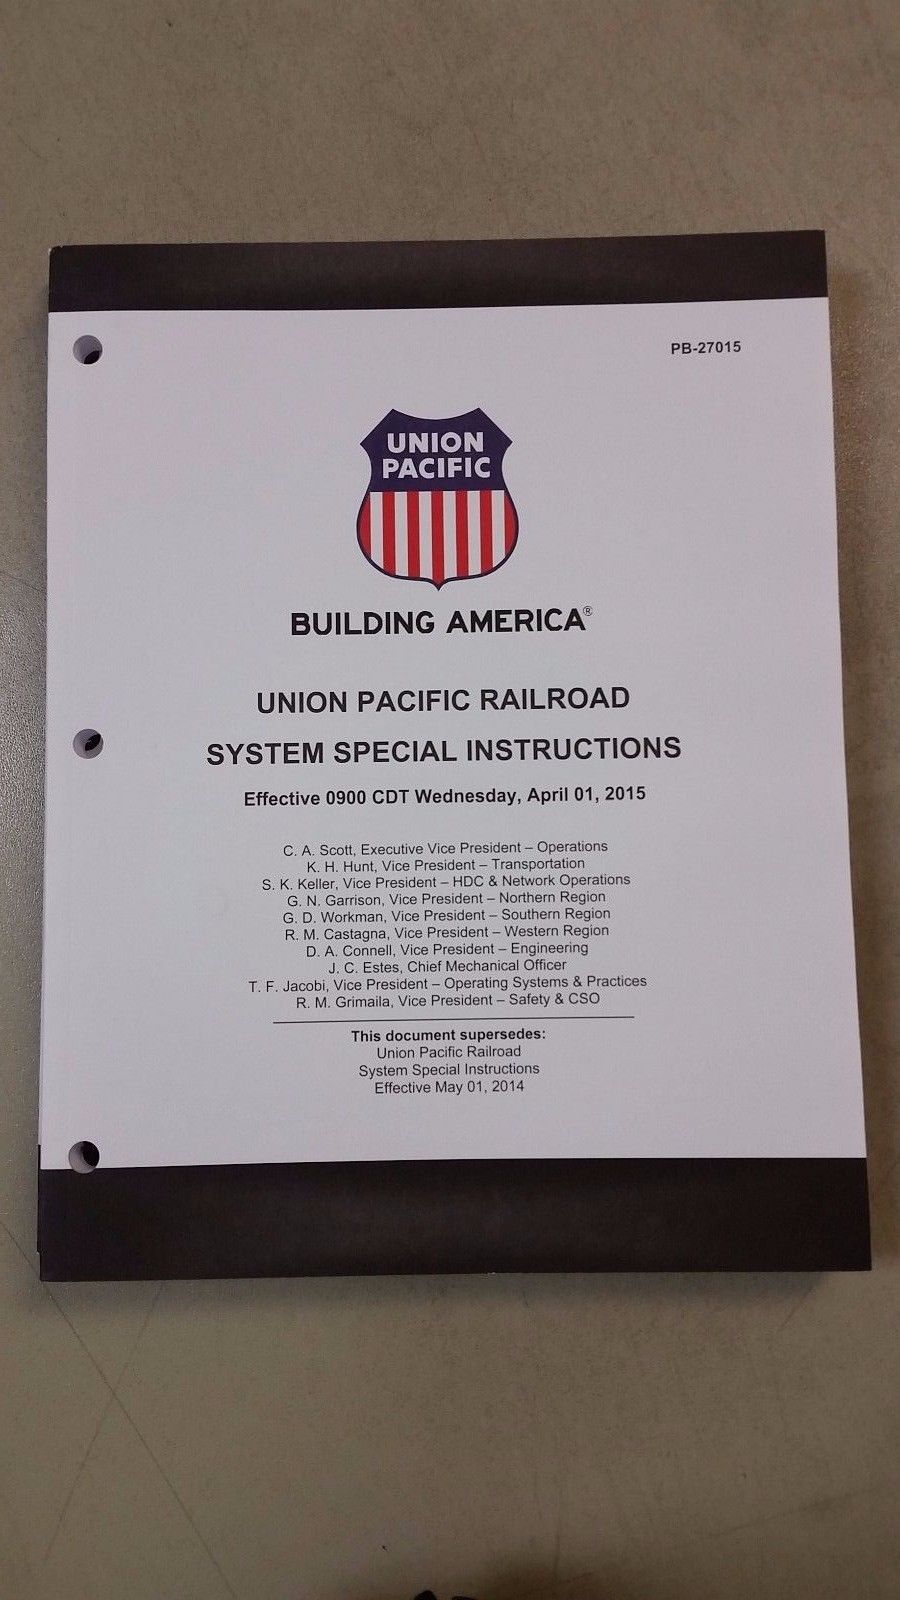 PB-27015
UNION
PACIFIC
BUILDING AMERICA®
UNION PACIFIC RAILROAD
SYSTEM SPECIAL INSTRUCTIONS
Effective 0900 CDT Wednesday, April 01, 2015
C. A. Scott, Executive Vice President – Operations
K. H. Hunt, Vice President – Transportation
S. K. Keller, Vice President – HDC & Network Operations
G. N. Garrison, Vice President – Northern Region
G. D. Workman, Vice President – Southern Region
R. M. Castagna, Vice President – Western Region
D. A. Connell, Vice President – Engineering
J. C. Estes, Chief Mechanical Officer
T. F. Jacobi, Vice President – Operating Systems & Practices
R. M. Grimaila, Vice President – Safety & CSO
This document supersedes:
Union Pacific Railroad
System Special Instructions
Effective May 01, 2014